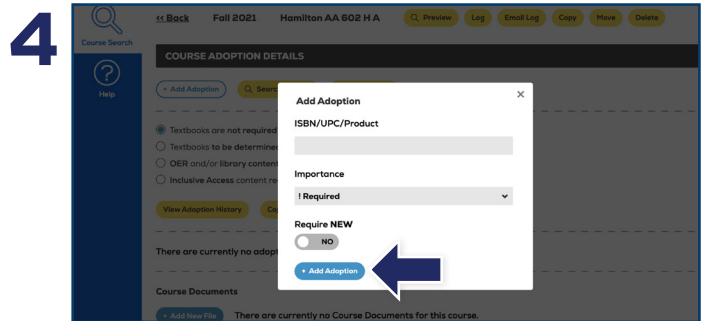 4
<< Back Fall 2021 Hamilton AA 602 H A Preview Log Email Log Copy Move Delete
Course Search
COURSE ADOPTION DETAILS
Help
+ Add Adoption
Add Adoption ×
ISBN/UPC/Product
Textbooks are not required
Textbooks to be determined
OER and/or library content
Inclusive Access content
Importance
! Required
View Adoption History
Require NEW
NO
There are currently no
+ Add Adoption
Course Documents
+ Add New File There are currently no Course Documents for this course.